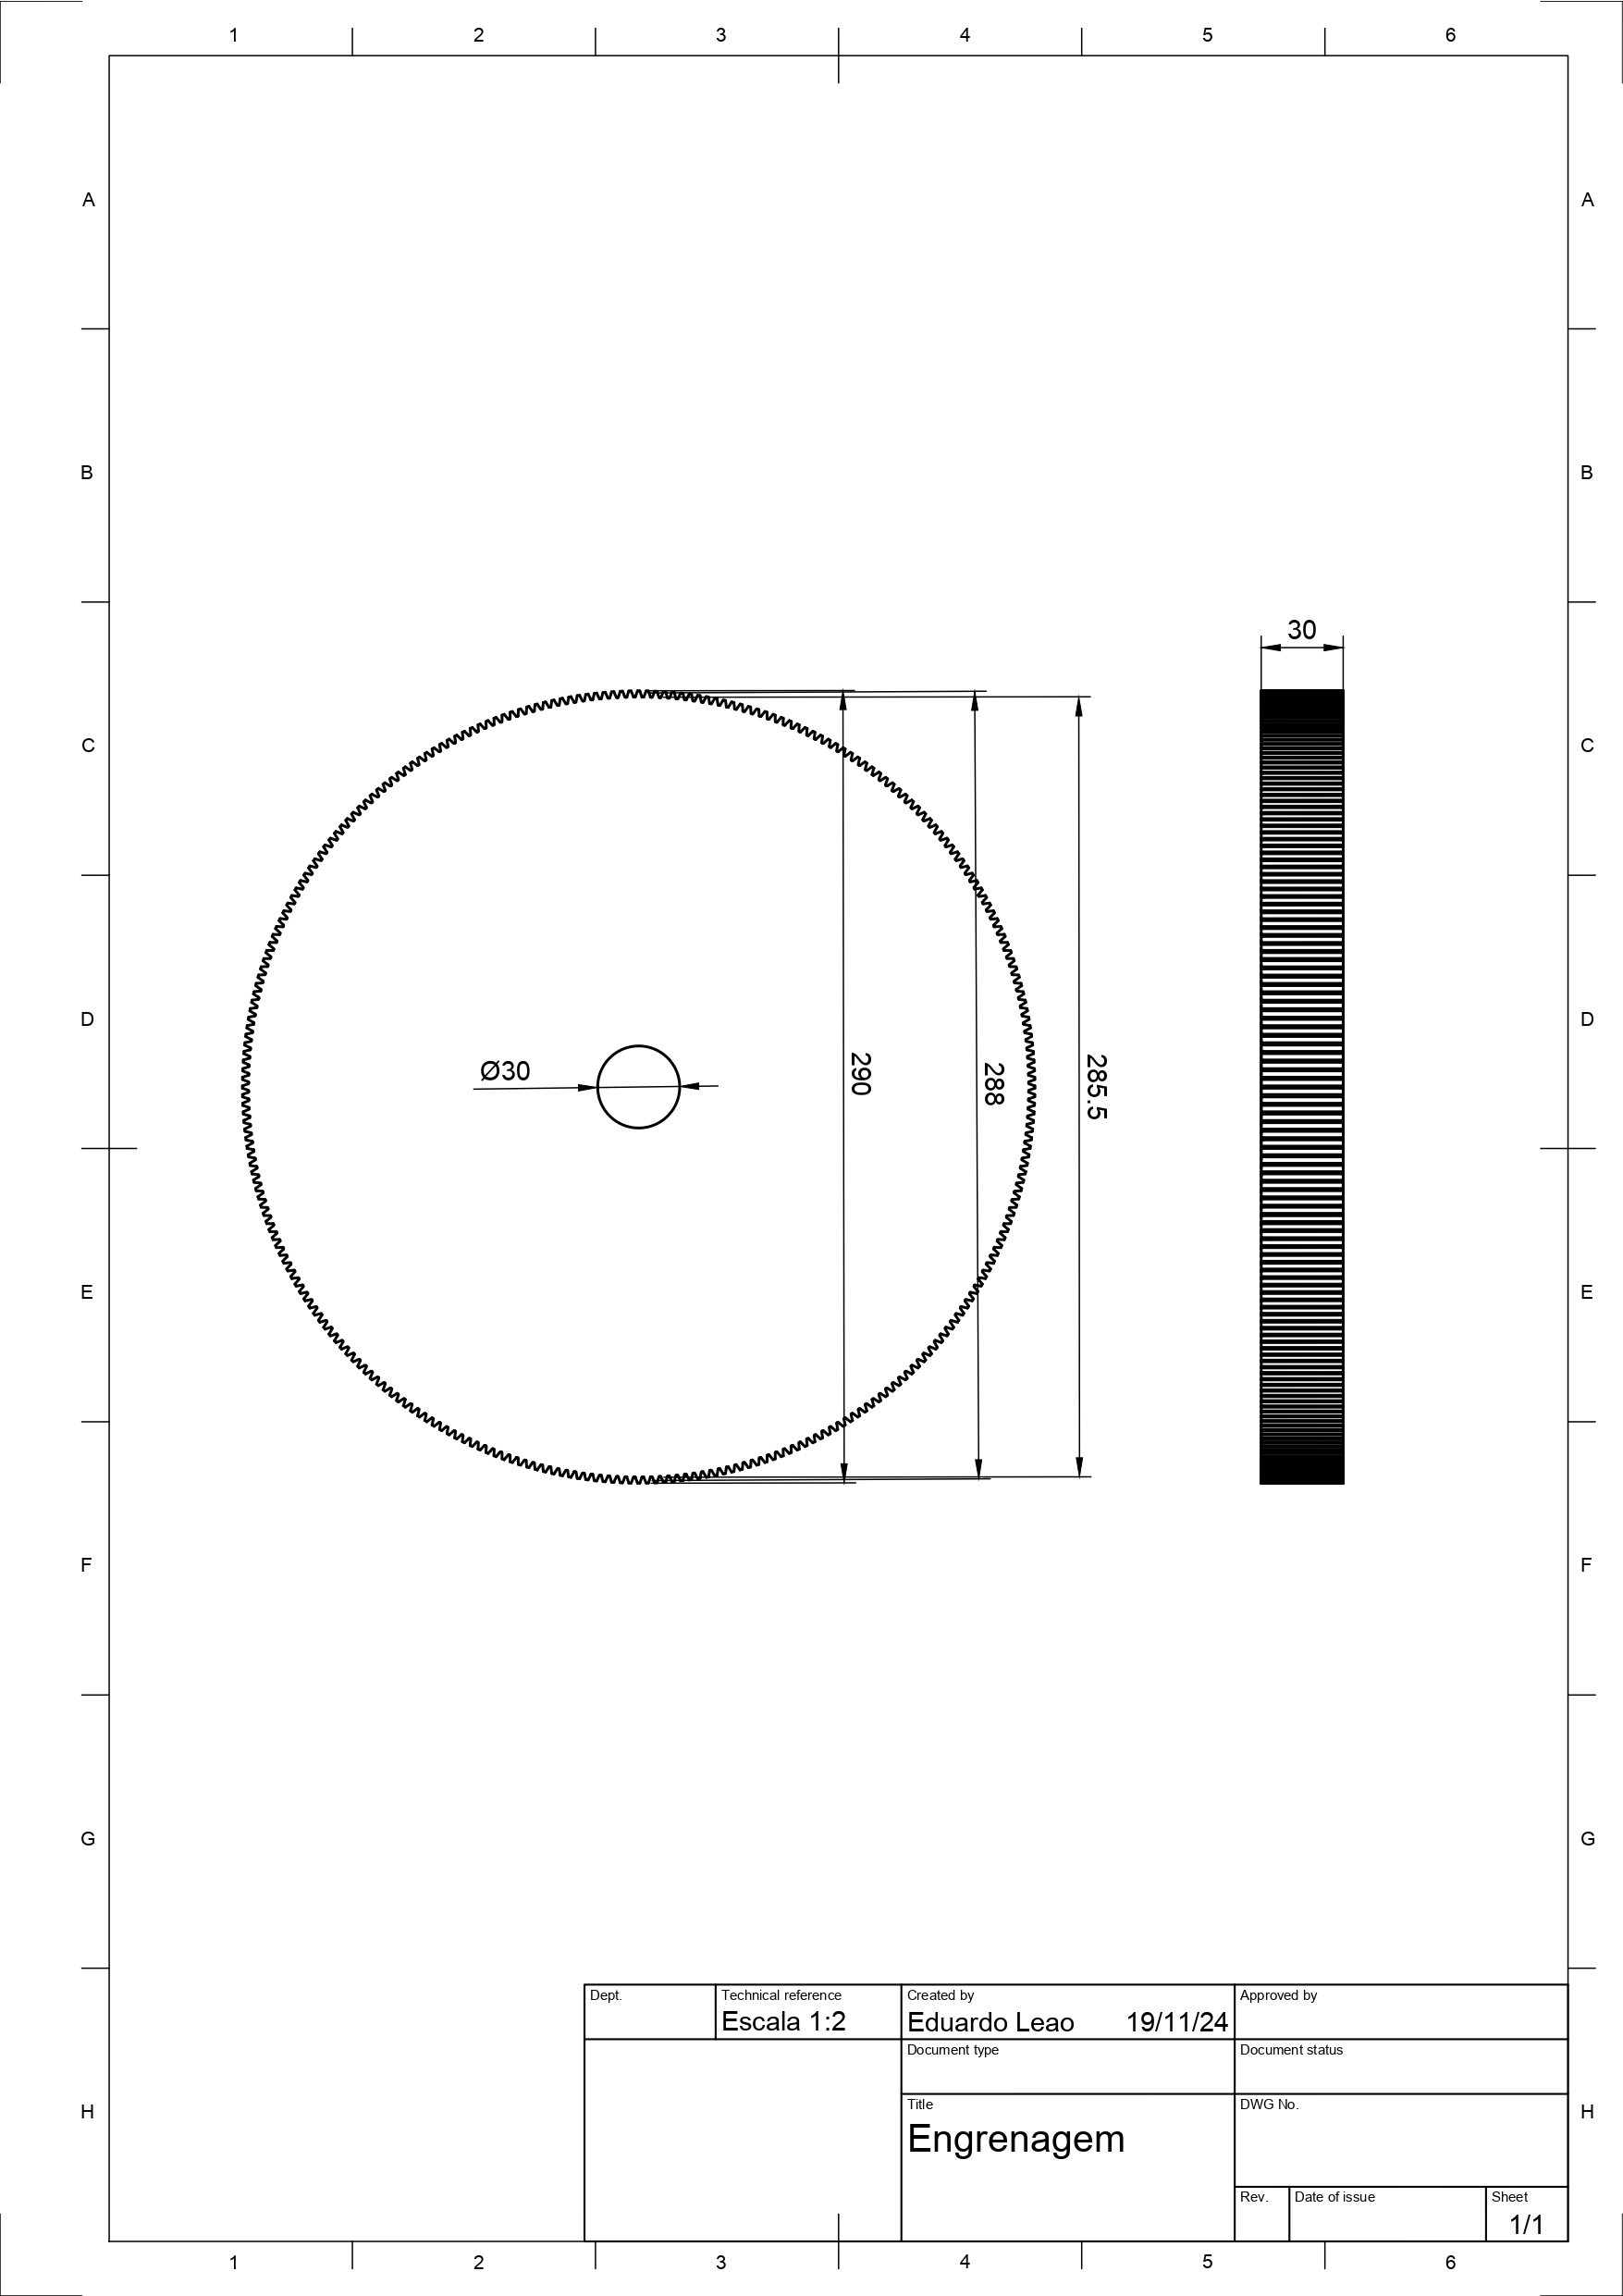 1 2 3 4 5 6
A A
B B
30
C C
D D
Ø30
290
288
285.5
E E
F F
G G
Dept. Technical reference Created by Approved by
Escala 1:2 Eduardo Leao 19/11/24
Document type Document status
Title DWG No.
H H
Engrenagem
Rev. Date of issue Sheet
1/1
1 2 3 4 5 6